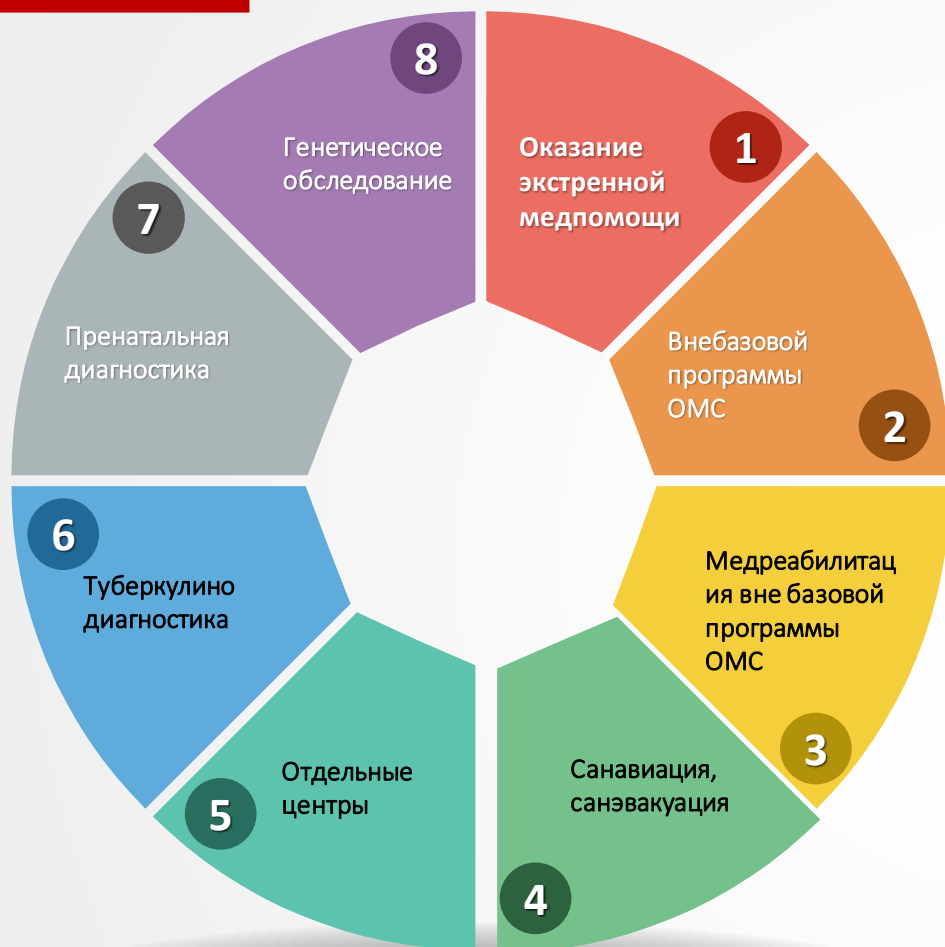 1
Оказание
экстренной
медпомощи
2
Внебазовой
программы
ОМС
3
Медреабилитац
ия вне базовой
программы
ОМС
4
Санавиация,
санэвакуация
5
Отдельные
центры
6
Туберкулино
диагностика
7
Пренатальная
диагностика
8
Генетическое
обследование